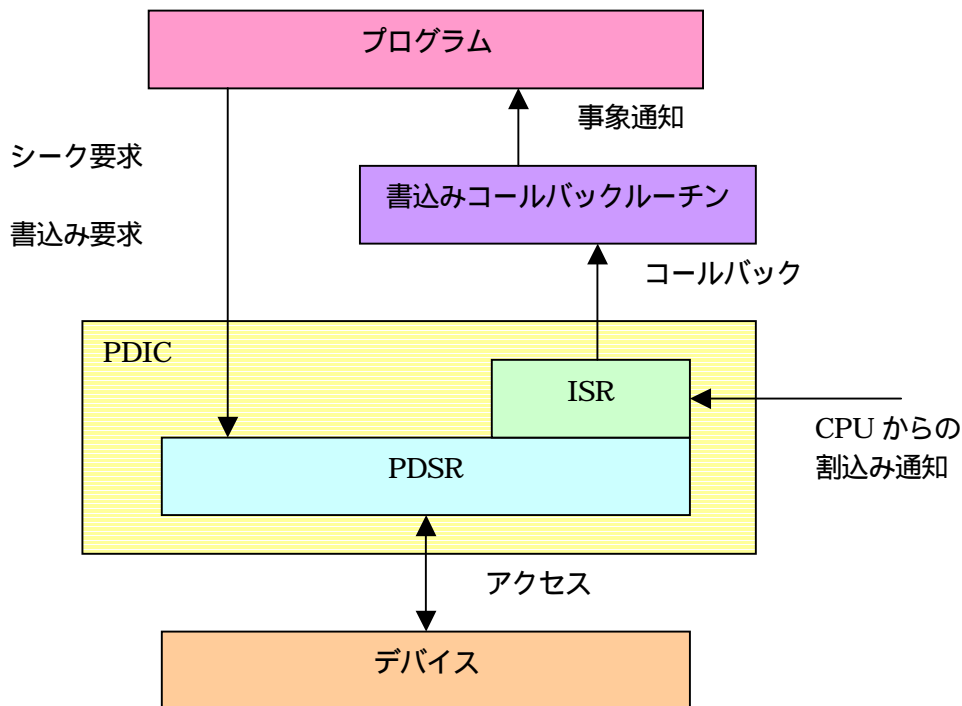 プログラム
事象通知
シーク要求
書込みコールバックルーチン
書込み要求
コールバック
PDIC
ISR
CPU からの
割込み通知
PDSR
アクセス
デバイス